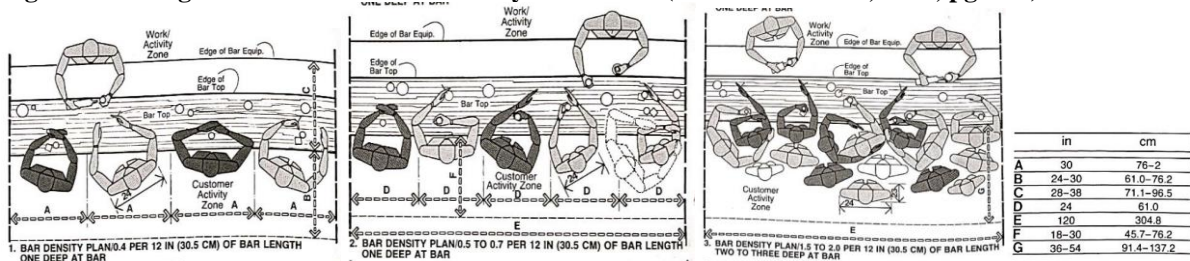 ONE DEEP AT BAR
Work/
Activity
Zone
Edge of Bar Equip.
Edge of
Bar Top
Bar Top
C
24
Customer
Activity
Zone
B
A
A
A
A
1. BAR DENSITY PLAN/0.4 PER 12 IN (30.5 CM) OF BAR LENGTH
ONE DEEP AT BAR
Work/
Activity
Zone
Edge of Bar Equip.
Edge of
Bar Top
Bar Top
F
24
Customer
Activity Zone
D
D
D
D
D
E
2. BAR DENSITY PLAN/0.5 TO 0.7 PER 12 IN (30.5 CM) OF BAR LENGTH
ONE DEEP AT BAR
Work/
Activity
Zone
Edge of Bar Equip.
Edge of
Bar Top
Bar Top
G
Customer
Activity
Zone
24
E
3. BAR DENSITY PLAN/1.5 TO 2.0 PER 12 IN (30.5 CM) OF BAR LENGTH
TWO TO THREE DEEP AT BAR
in cm
A 30 76-2
B 24-30 61.0-76.2
C 28-38 71.1-96.5
D 24 61.0
E 120 304.8
F 18-30 45.7-76.2
G 36-54 91.4-137.2